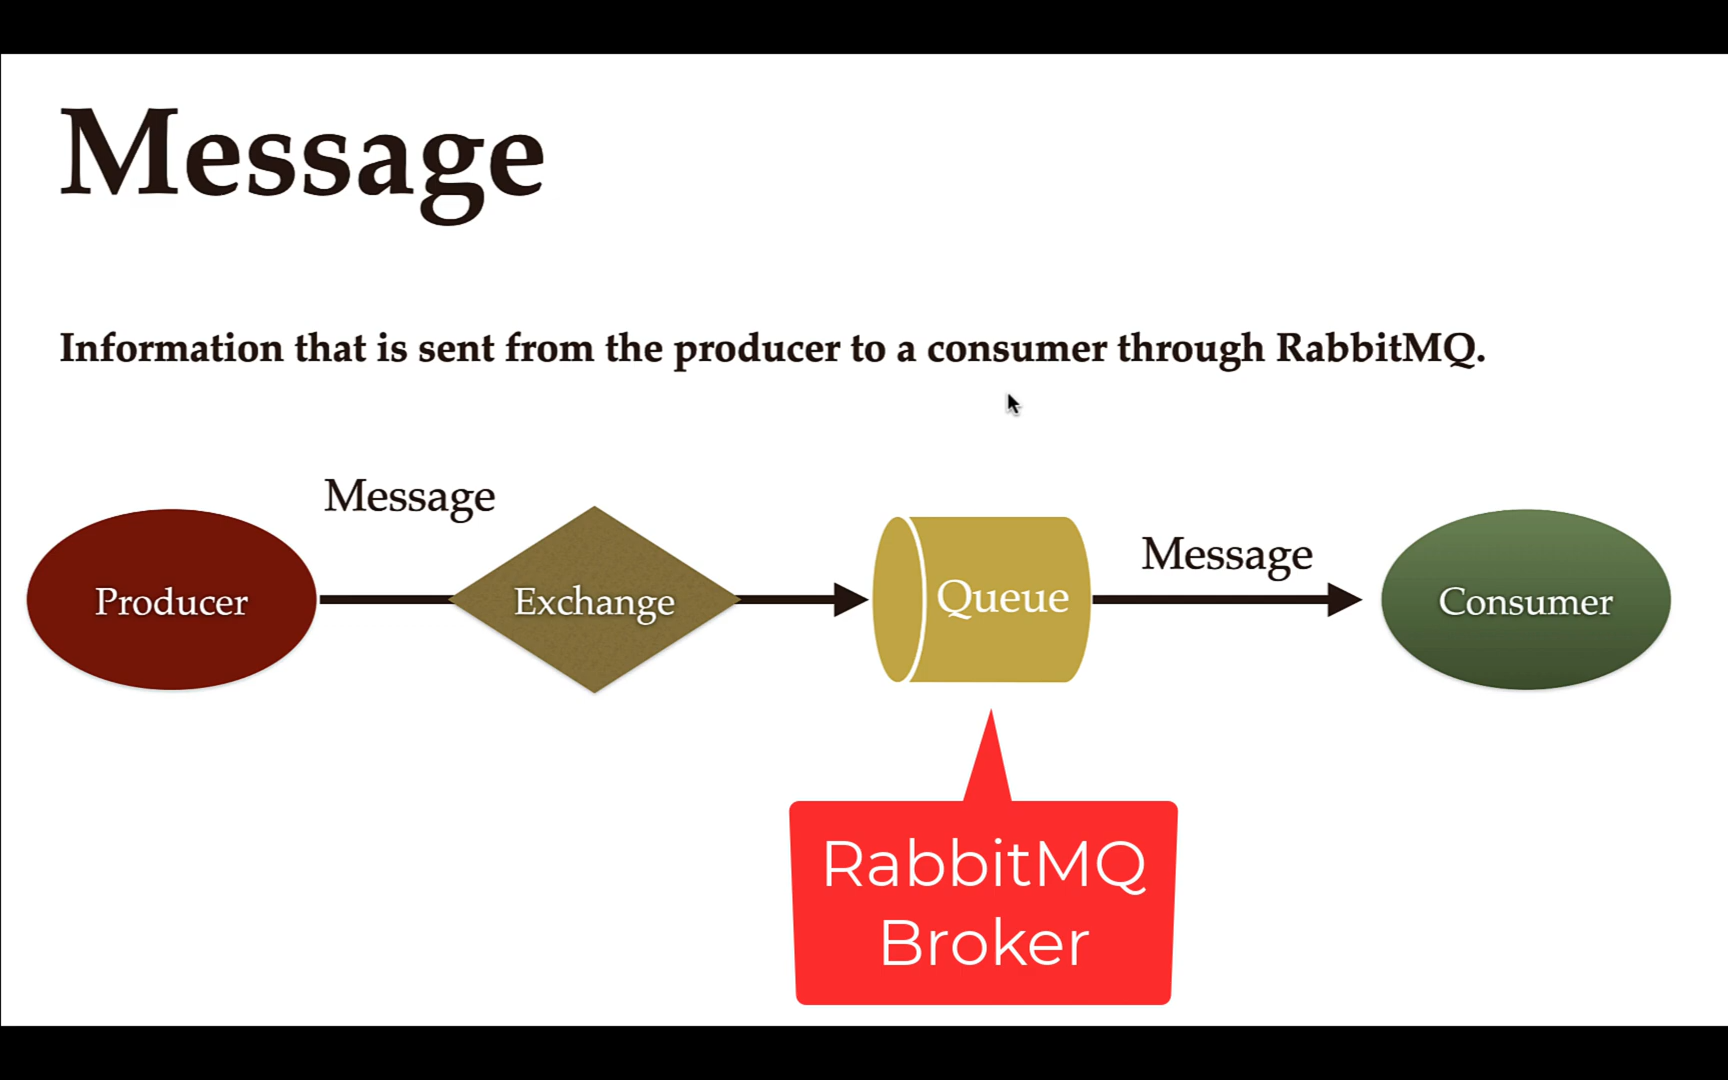 Message
Information that is sent from the producer to a consumer through RabbitMQ.
Message
Producer
Exchange
Queue
Message
Consumer
RabbitMQ
Broker